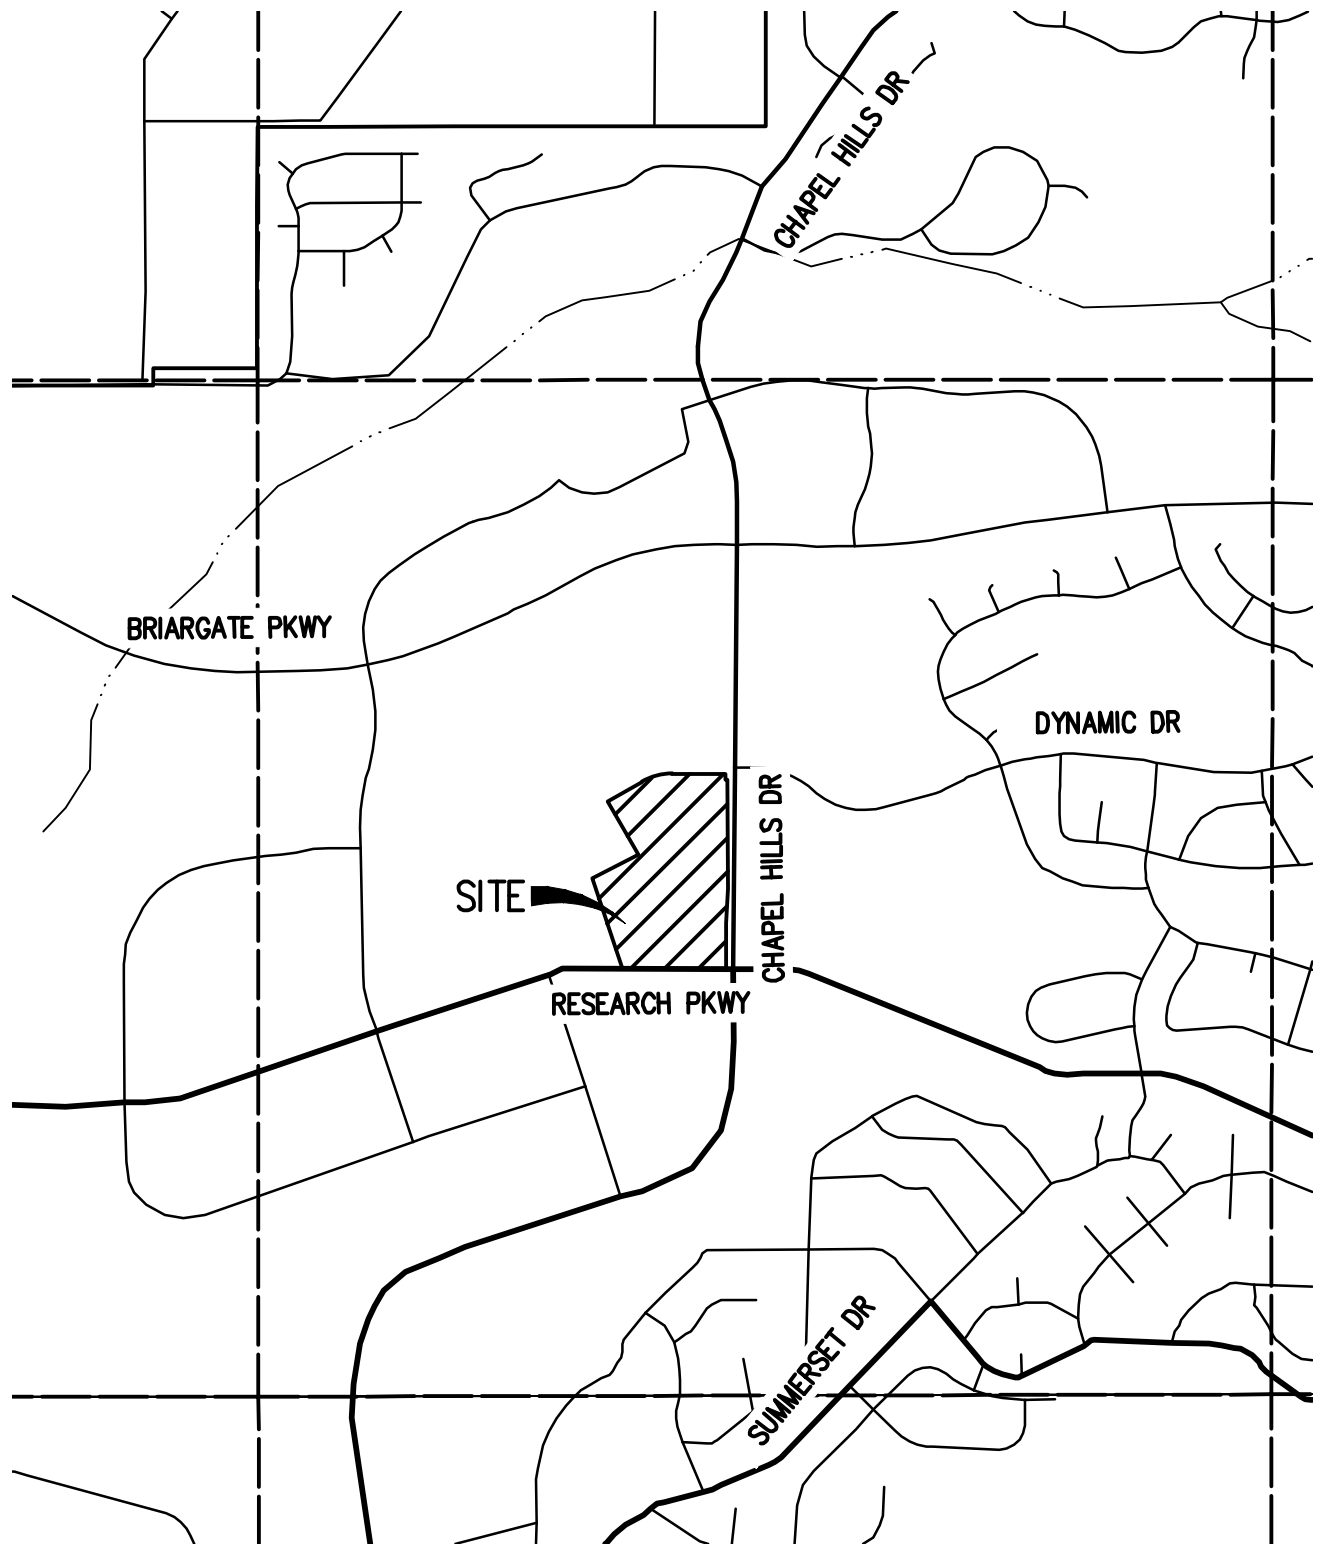 CHAPEL HILLS DR
BRIARGATE PKWY
DYNAMIC DR
CHAPEL HILLS DR
SITE
RESEARCH PKWY
SUMMERSET DR